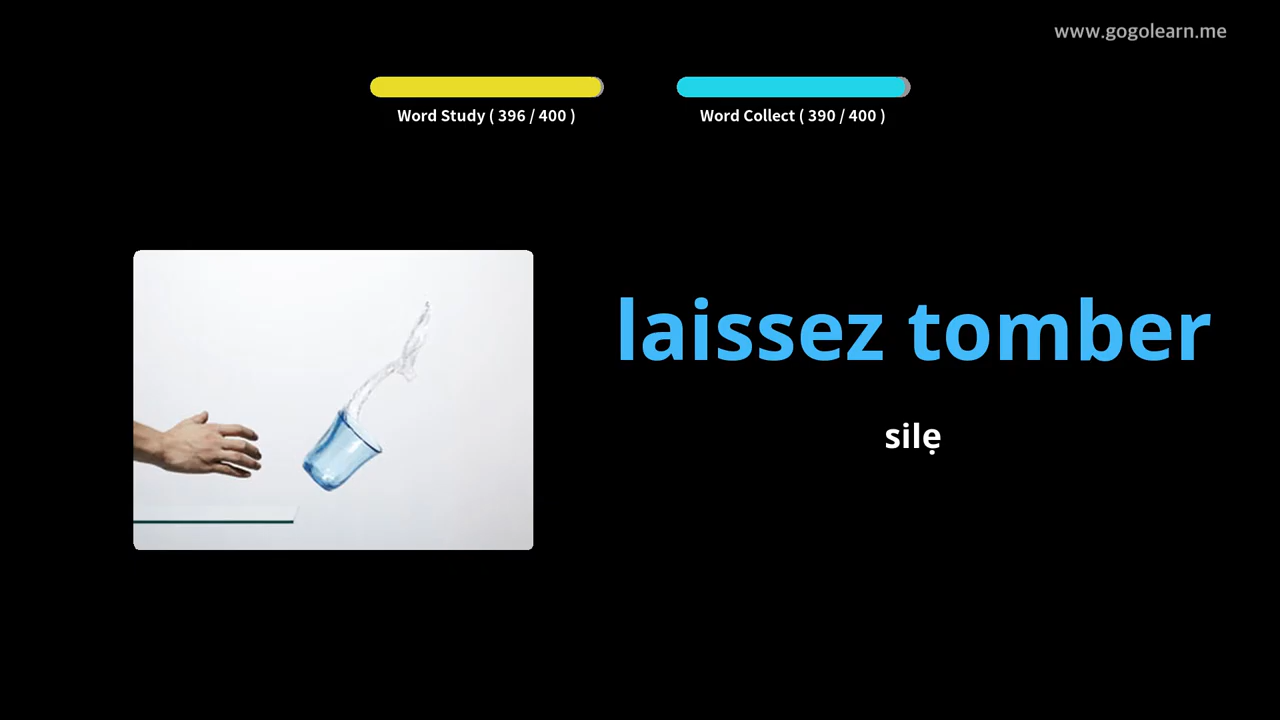 www.gogolearn.me
Word Study ( 396 / 400 )
Word Collect ( 390 / 400 )
laissez tomber
silẹ